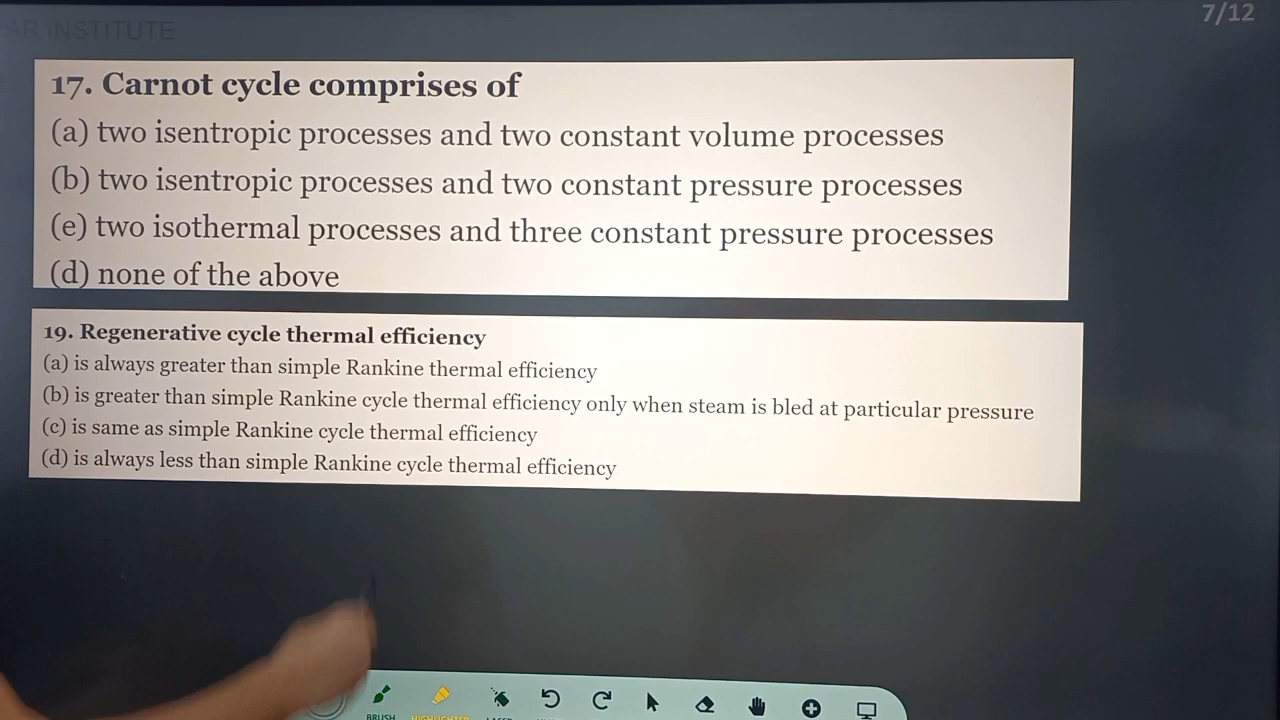 7/12
AR INSTITUTE
17. Carnot cycle comprises of
(a) two isentropic processes and two constant volume processes
(b) two isentropic processes and two constant pressure processes
(e) two isothermal processes and three constant pressure processes
(d) none of the above
19. Regenerative cycle thermal efficiency
(a) is always greater than simple Rankine thermal efficiency
(b) is greater than simple Rankine cycle thermal efficiency only when steam is bled at particular pressure
(c) is same as simple Rankine cycle thermal efficiency
(d) is always less than simple Rankine cycle thermal efficiency
BRUSH HIGHLIGHTER